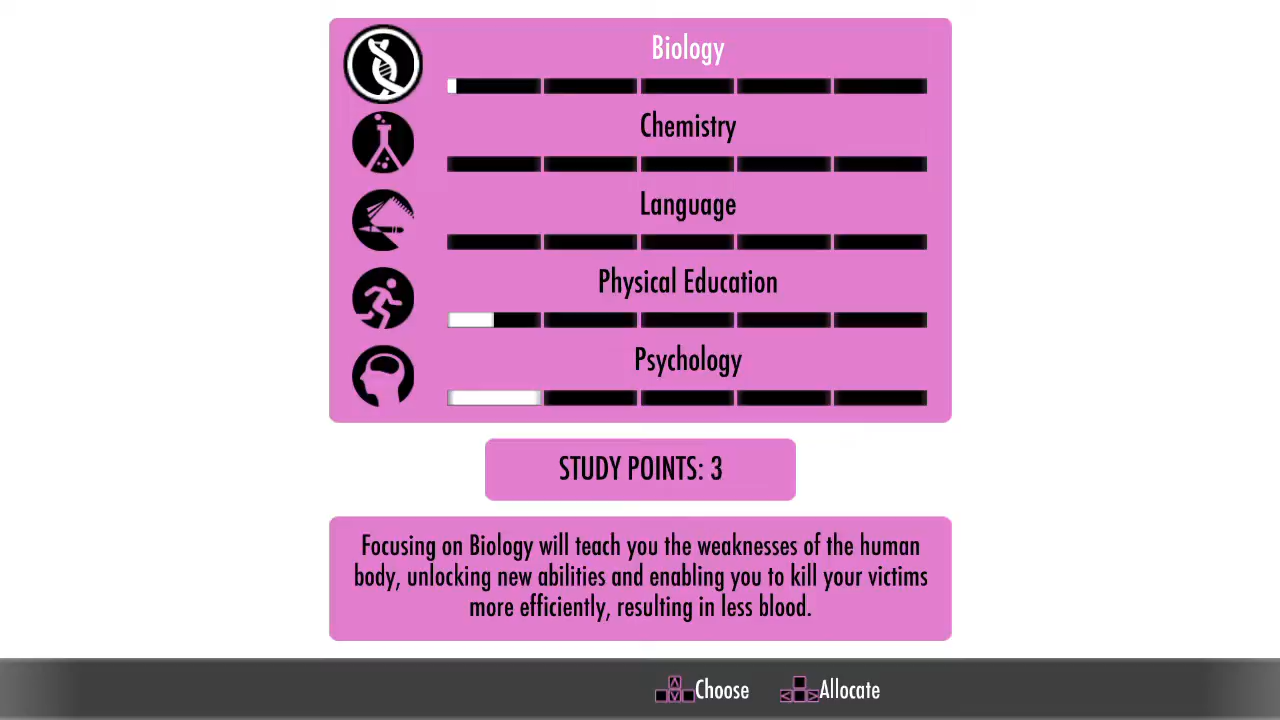 Biology
Chemistry
Language
Physical Education
Psychology
STUDY POINTS: 3
Focusing on Biology will teach you the weaknesses of the human
body, unlocking new abilities and enabling you to kill your victims
more efficiently, resulting in less blood.
Choose
Allocate